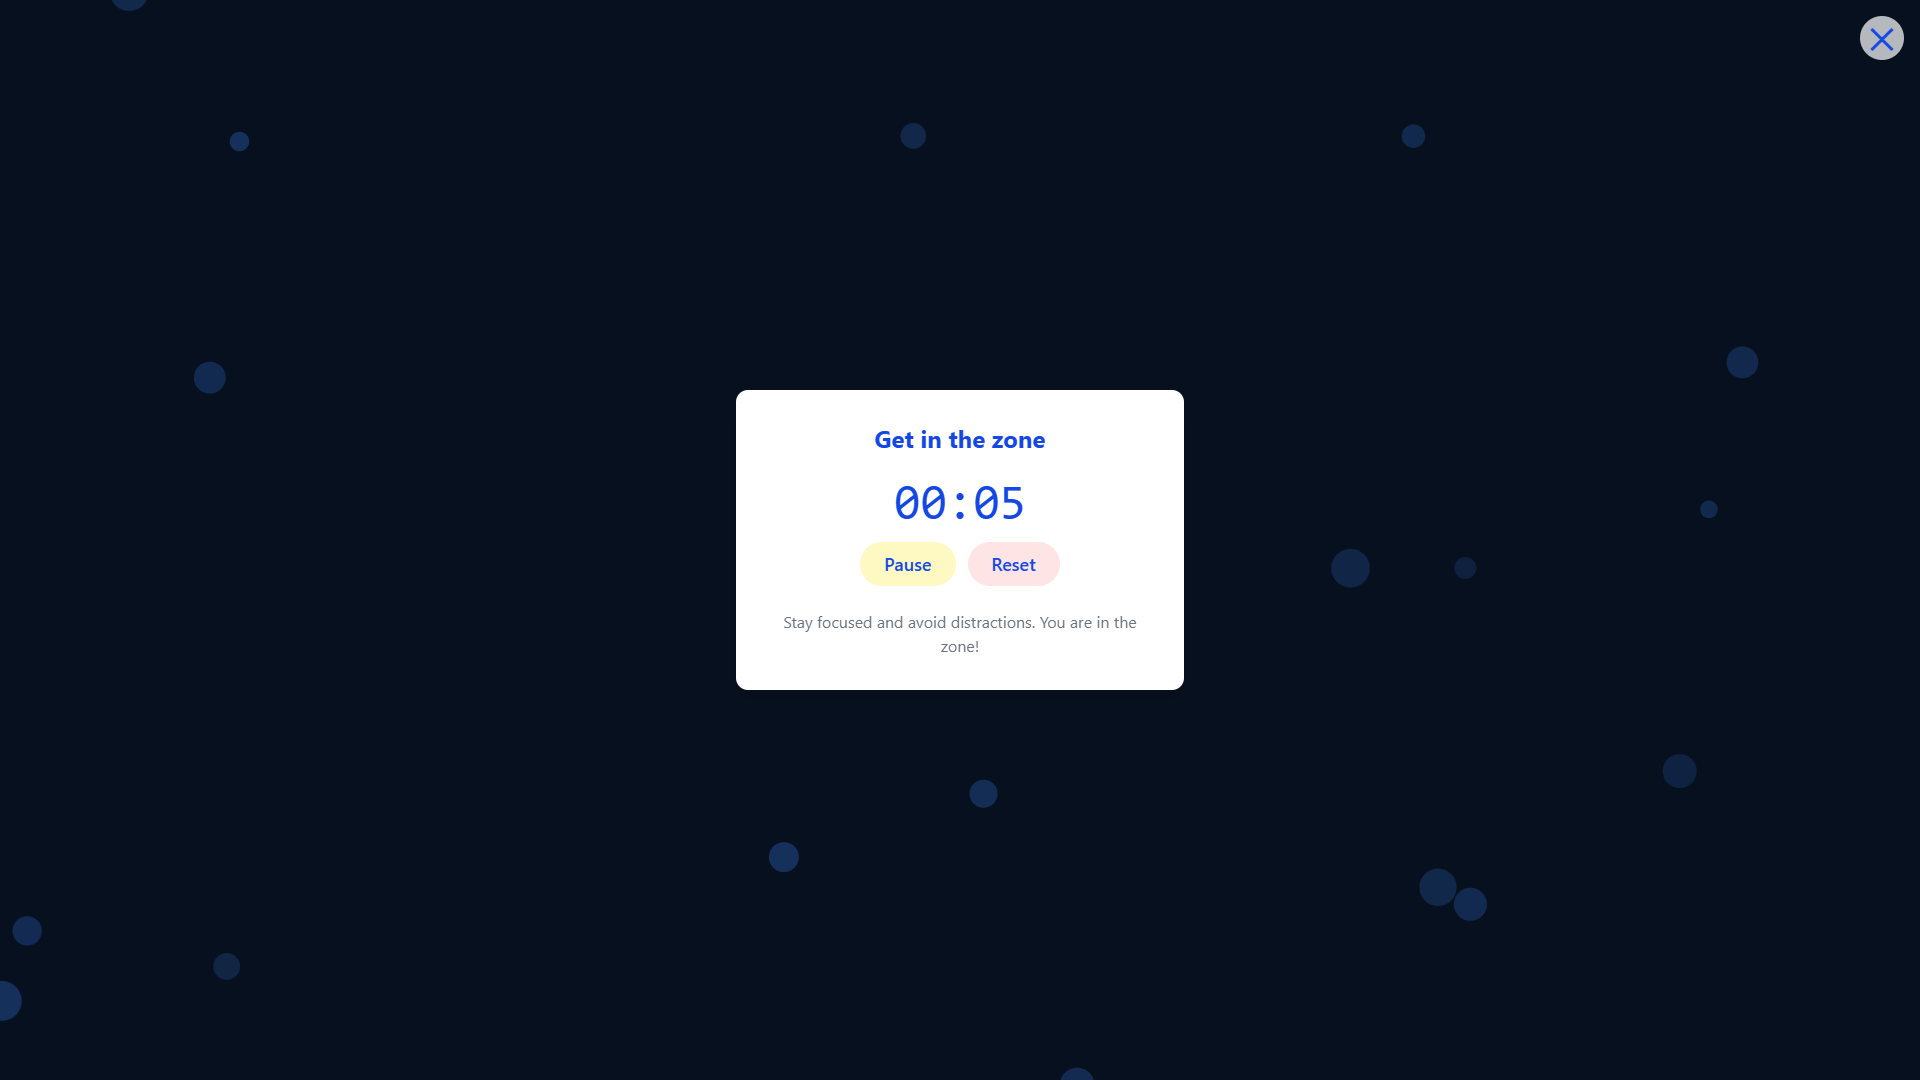 Get in the zone
00:05
Pause Reset
Stay focused and avoid distractions. You are in the
zone!